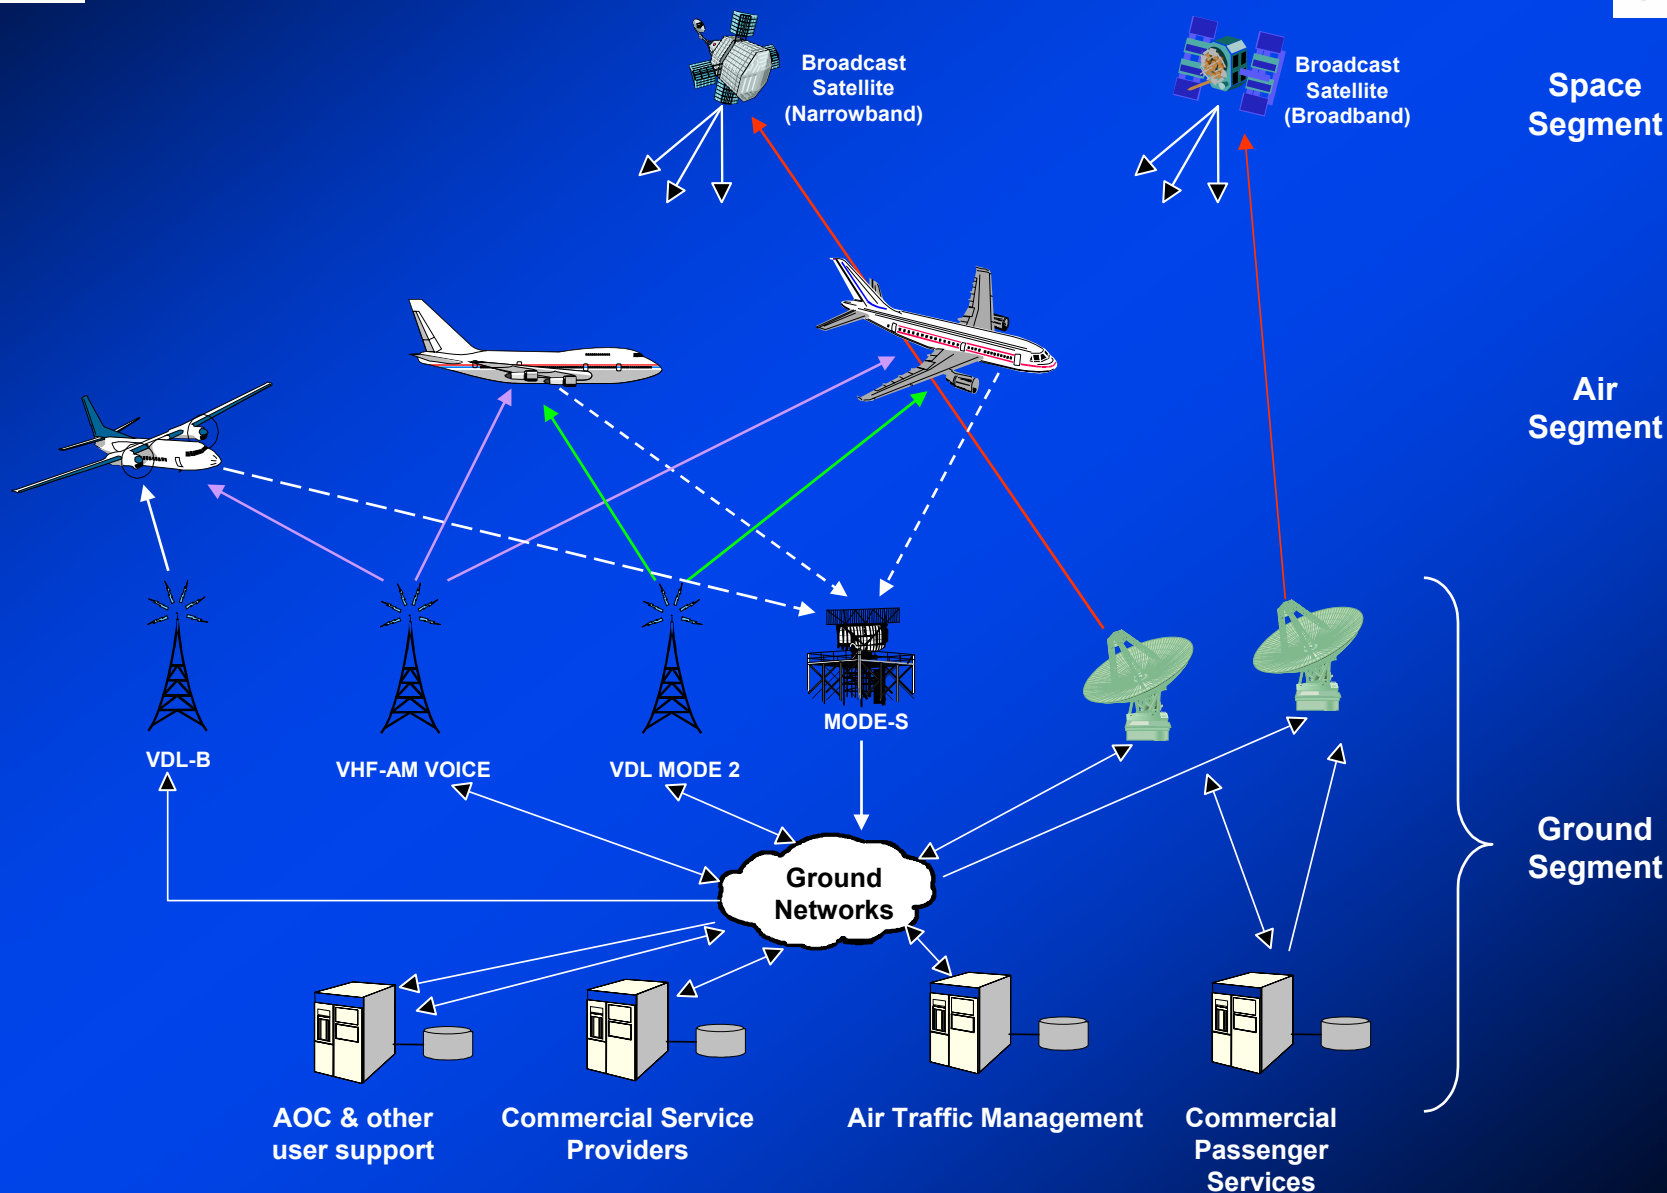 Broadcast
Satellite
(Narrowband)
Broadcast
Satellite
(Broadband)
Space
Segment
Air
Segment
VDL-B
VHF-AM VOICE
VDL MODE 2
MODE-S
Ground
Networks
Ground
Segment
AOC & other
user support
Commercial Service
Providers
Air Traffic Management
Commercial
Passenger
Services